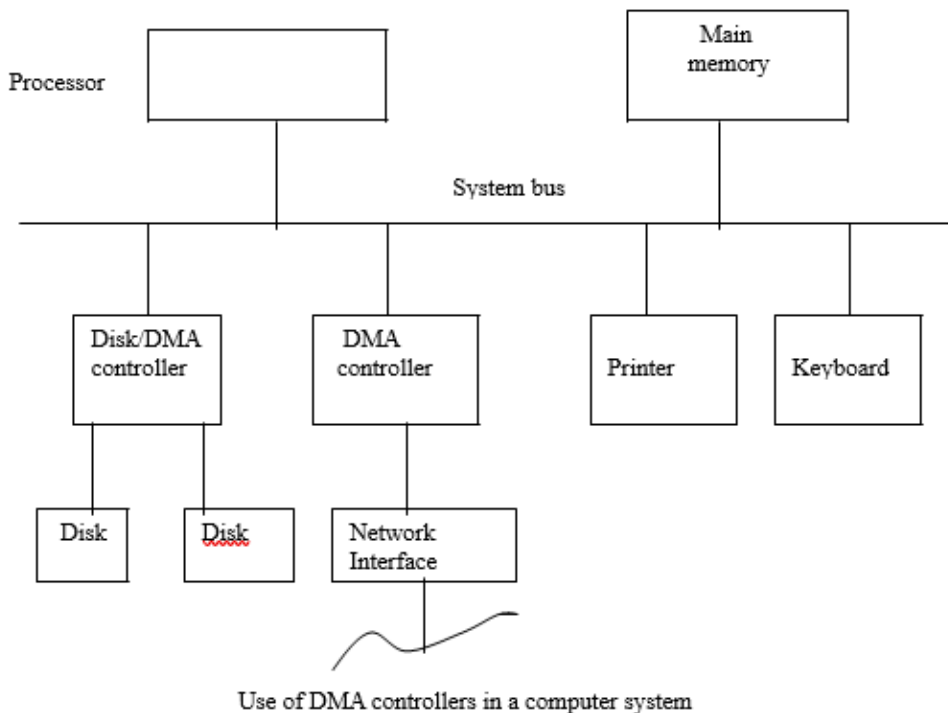 Main
memory
Processor
System bus
Disk/DMA
controller
DMA
controller
Printer
Keyboard
Disk
Disk
Network
Interface
Use of DMA controllers in a computer system